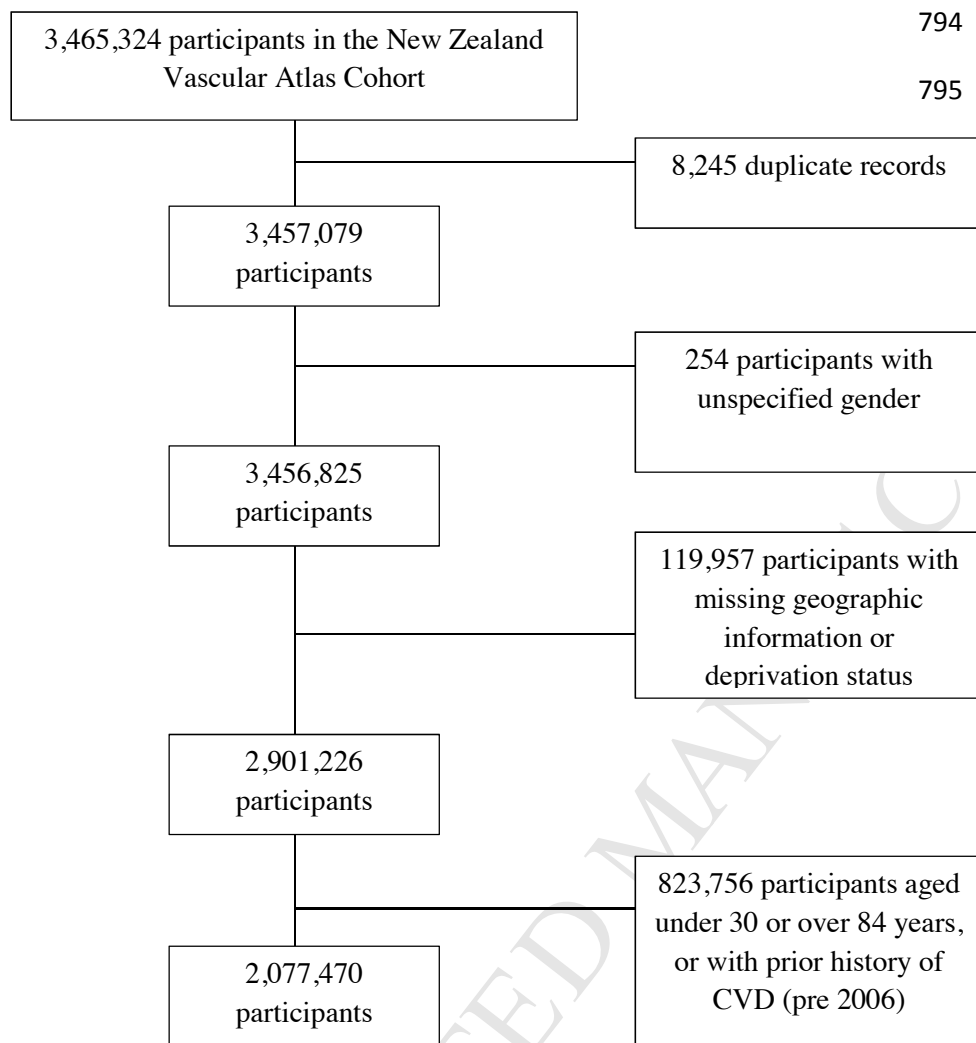 794
3,465,324 participants in the New Zealand
Vascular Atlas Cohort
795
8,245 duplicate records
3,457,079
participants
254 participants with
unspecified gender
3,456,825
participants
119,957 participants with
missing geographic
information or
deprivation status
2,901,226
participants
823,756 participants aged
under 30 or over 84 years,
or with prior history of
CVD (pre 2006)
2,077,470
participants
TED MAN C